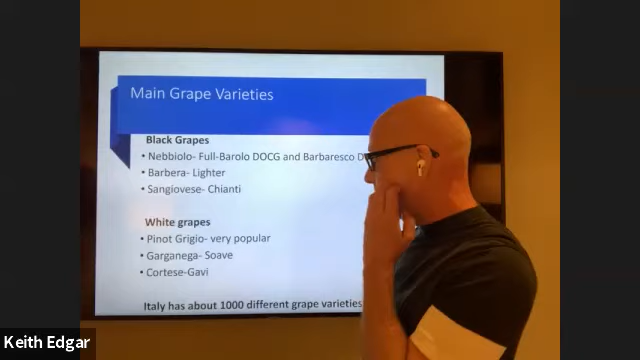 Main Grape Varieties
Black Grapes
• Nebbiolo- Full-Barolo DOCG and Barbaresco
• Barbera- Lighter
• Sangiovese- Chianti
White grapes
• Pinot Grigio- very popular
• Garganega- Soave
• Cortese-Gavi
Italy has about 1000 different grape varieties
Keith Edgar